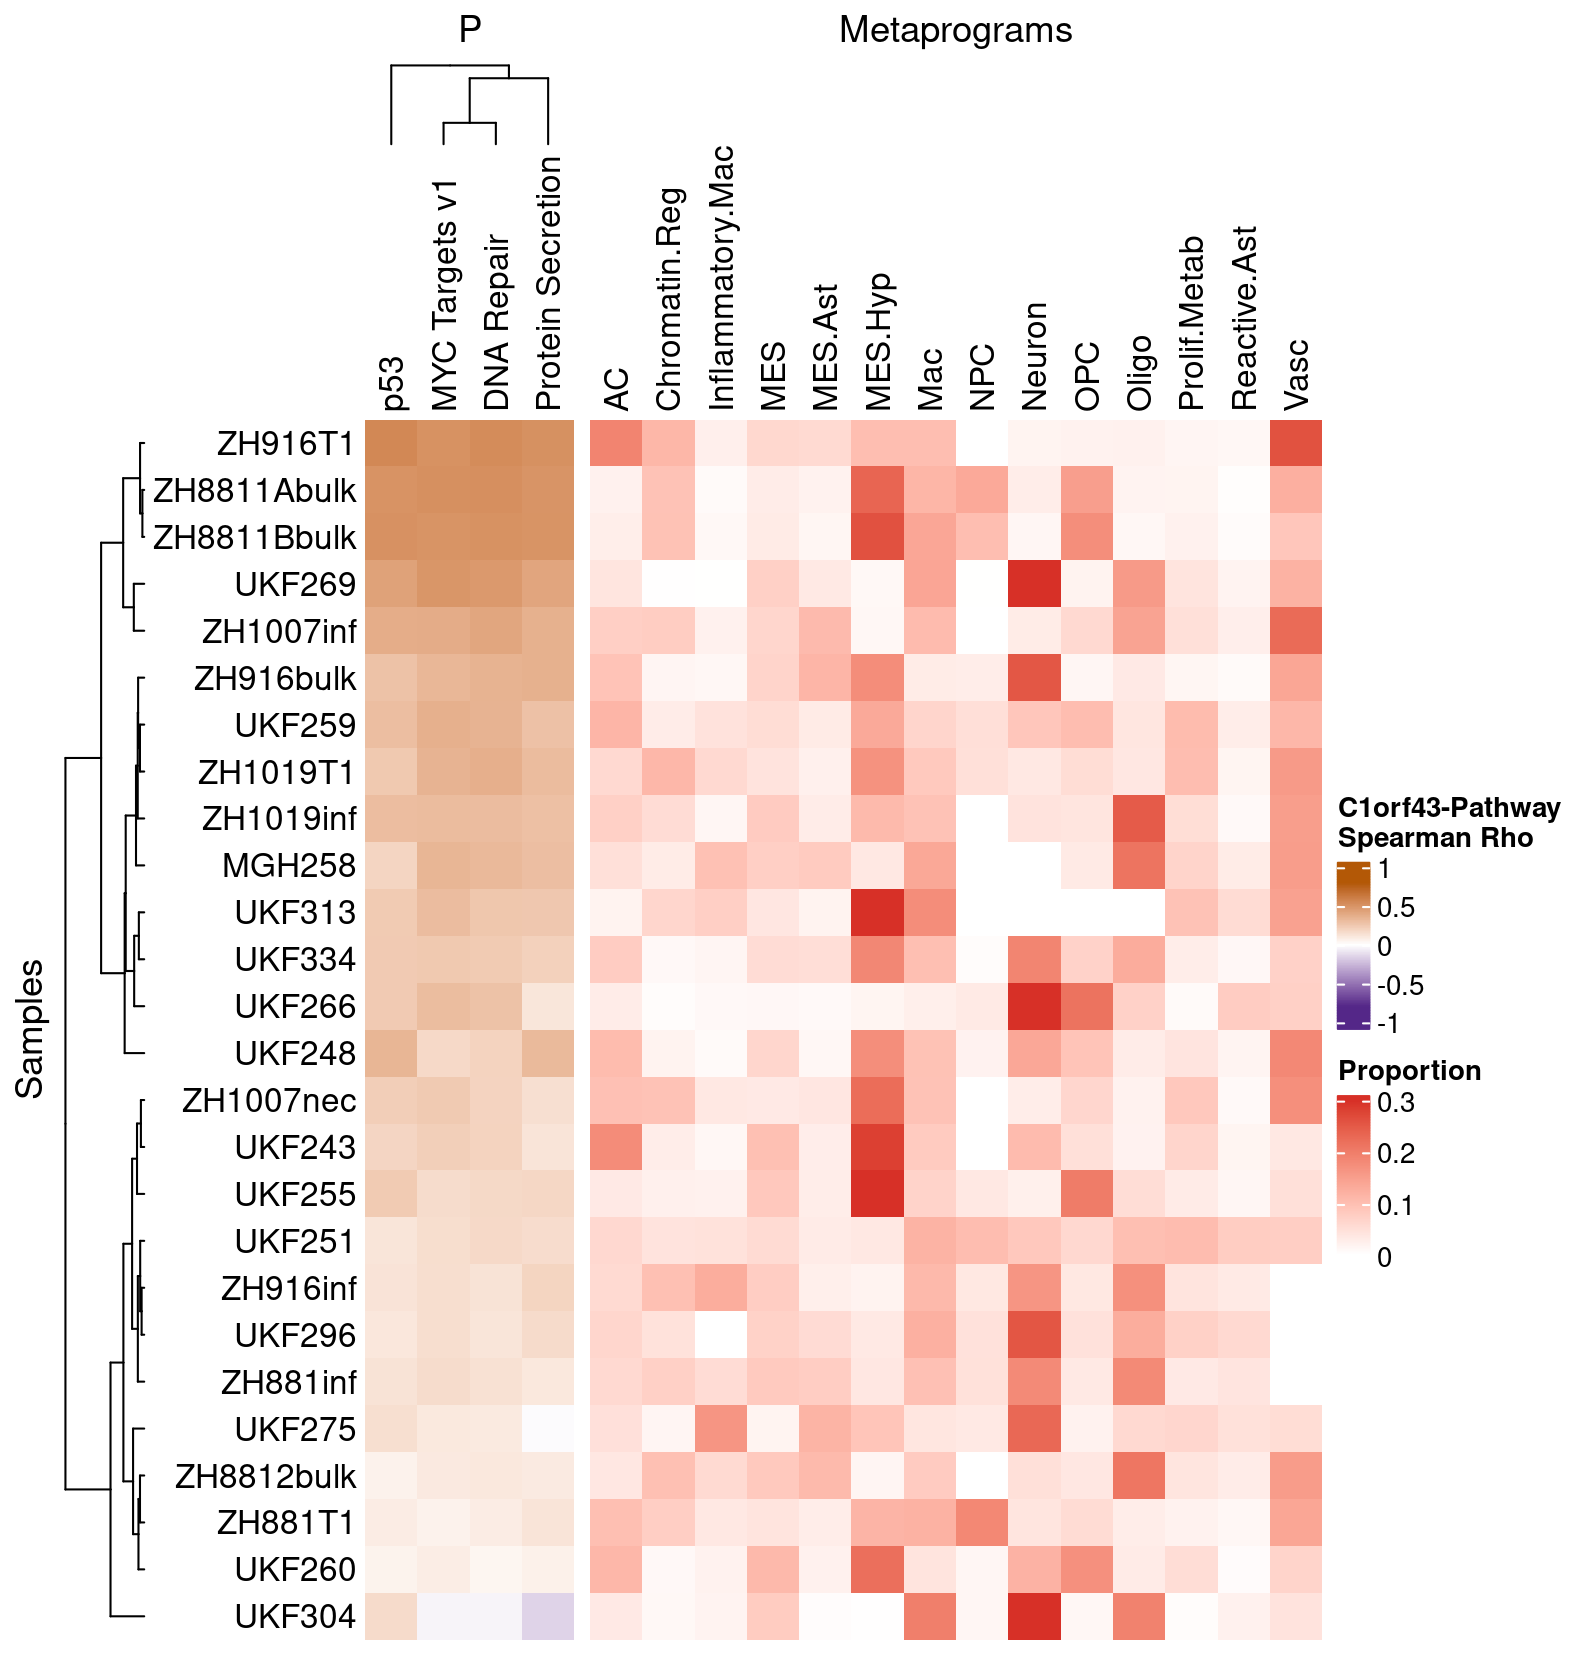 P
Metaprograms
p53
MYC Targets v1
DNA Repair
Protein Secretion
AC
Chromatin.Reg
Inflammatory.Mac
MES
MES.Ast
MES.Hyp
Mac
NPC
Neuron
OPC
Oligo
Prolif.Metab
Reactive.Ast
Vasc
Samples
ZH916T1
ZH8811Abulk
ZH8811Bbulk
UKF269
ZH1007inf
ZH916bulk
UKF259
ZH1019T1
ZH1019inf
MGH258
UKF313
UKF334
UKF266
UKF248
ZH1007nec
UKF243
UKF255
UKF251
ZH916inf
UKF296
ZH881inf
UKF275
ZH8812bulk
ZH881T1
UKF260
UKF304
C1orf43-Pathway
Spearman Rho
1
0.5
0
-0.5
-1
Proportion
0.3
0.2
0.1
0